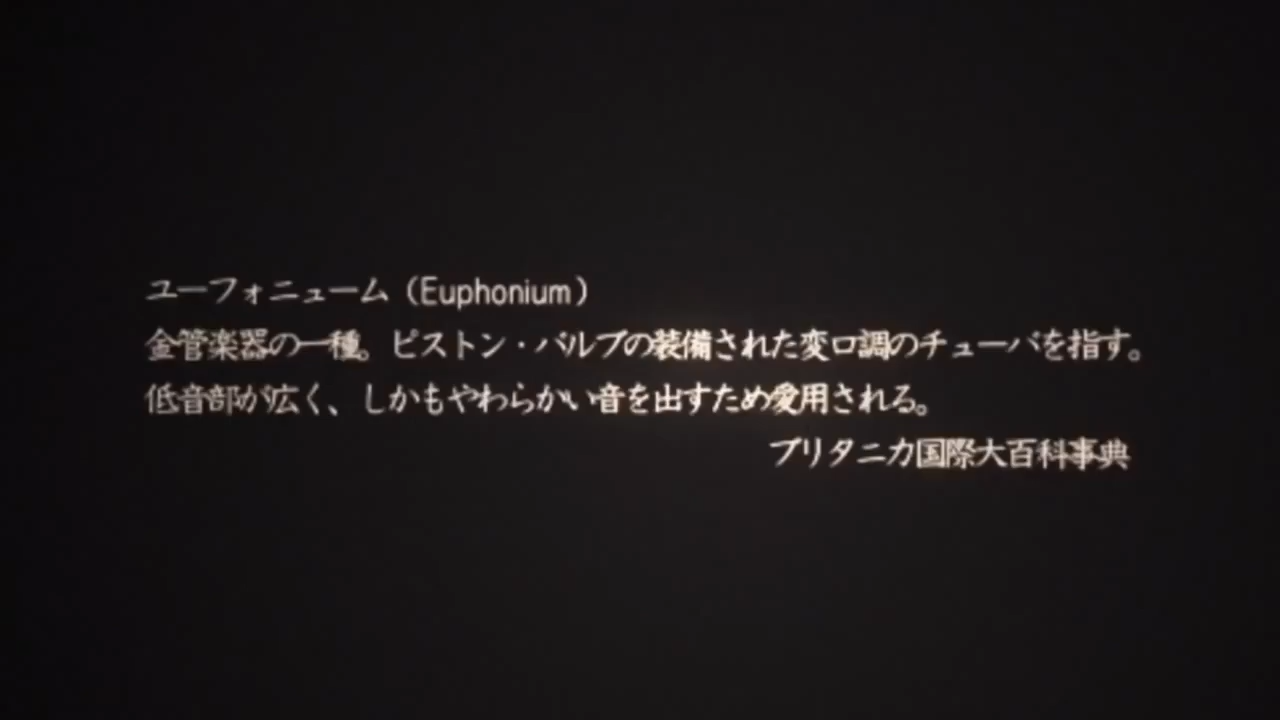 ユーフォニューム（Euphonium）
金管楽器の一種。ピストン・バルブの装備された変ロ調のチューバを指す。
低音部が広く、しかもやわらかい音を出すため愛用される。
ブリタニカ国際大百科事典